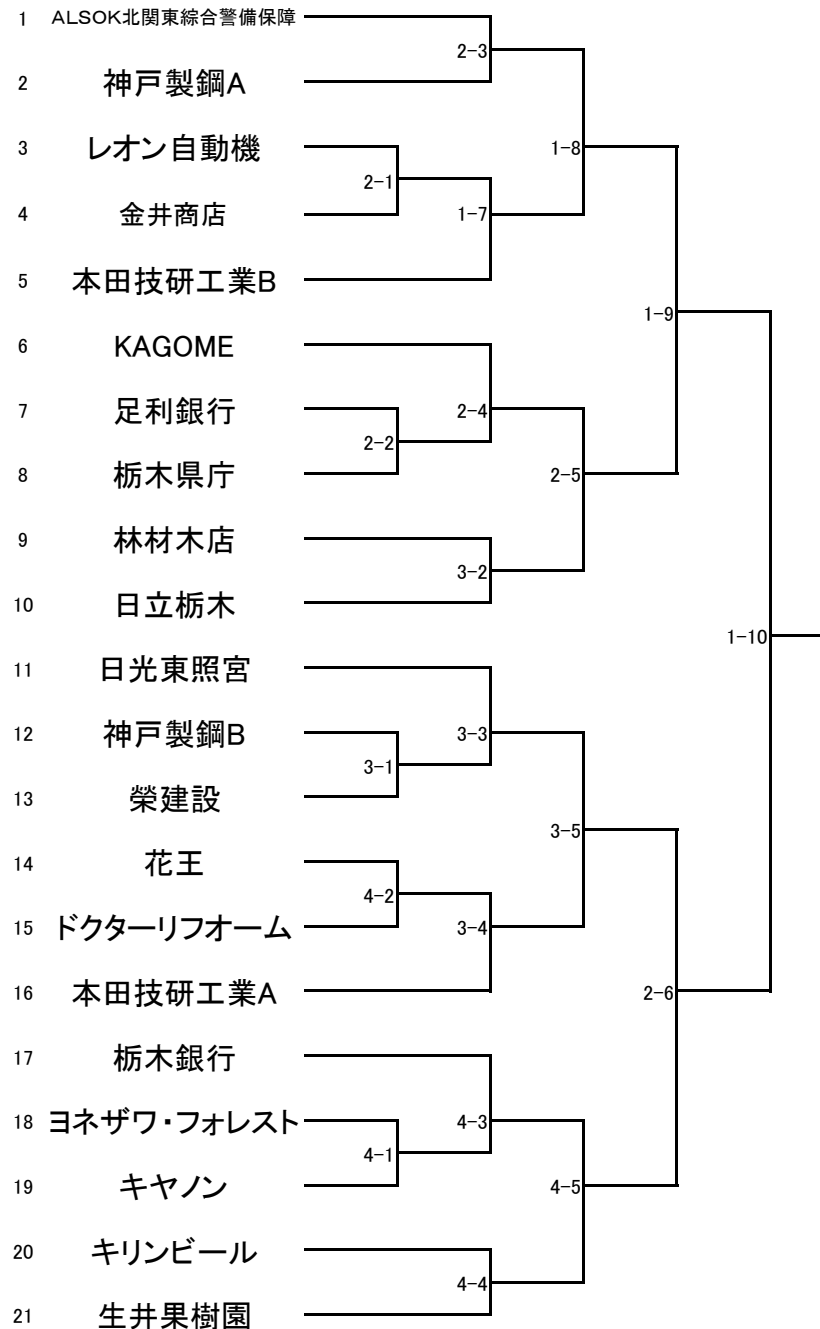 1 ALSOK北関東綜合警備保障
2-3
2 神戸製鋼A
3 レオン自動機
1-8
2-1
4 金井商店
1-7
5 本田技研工業B
1-9
6 KAGOME
7 足利銀行
2-4
2-2
8 栃木県庁
2-5
9 林材木店
3-2
10 日立栃木
1-10
11 日光東照宮
12 神戸製鋼B
3-3
3-1
13 榮建設
3-5
14 花王
4-2
15 ドクターリフオーム
3-4
16 本田技研工業A
2-6
17 栃木銀行
18 ヨネザワ・フォレスト
4-3
4-1
19 キヤノン
4-5
20 キリンビール
4-4
21 生井果樹園